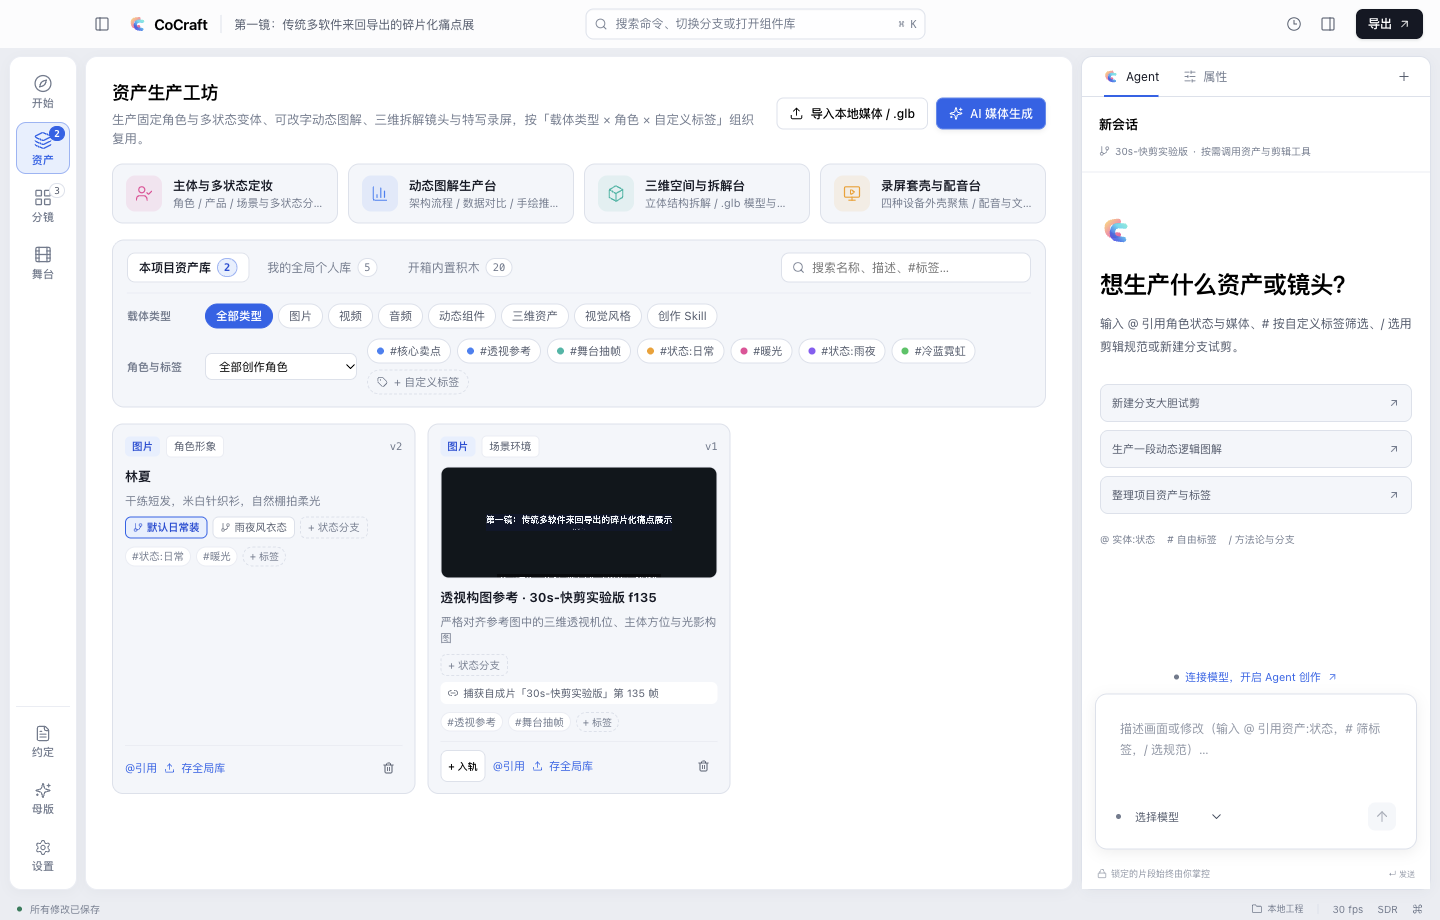 CoCraft
第一镜：传统多软件来回导出的碎片化痛点展
搜索命令、切换分支或打开组件库
⌘ K
导出
开始
资产
2
分镜
3
舞台
约定
母版
设置
资产生产工坊
生产固定角色与多状态变体、可改字动态图解、三维拆解镜头与特写录屏，按「载体类型 × 角色 × 自定义标签」组织
复用。
导入本地媒体 / .glb
AI 媒体生成
主体与多状态定妆
角色 / 产品 / 场景与多状态分...
动态图解生产台
架构流程 / 数据对比 / 手绘推...
三维空间与拆解台
立体结构拆解 / .glb 模型与...
录屏套壳与配音台
四种设备外壳聚焦 / 配音与文...
本项目资产库 2
我的全局个人库 5
开箱内置积木 20
搜索名称、描述、#标签...
载体类型
全部类型
图片
视频
音频
动态组件
三维资产
视觉风格
创作 Skill
角色与标签
全部创作角色
#核心卖点
#透视参考
#舞台抽帧
#状态:日常
#暖光
#状态:雨夜
#冷蓝霓虹
+ 自定义标签
图片
角色形象
v2
林夏
干练短发，米白针织衫，自然棚拍柔光
默认日常装
雨夜风衣态
+ 状态分支
#状态:日常
#暖光
+ 标签
@引用
存全局库
图片
场景环境
v1
第一镜：传统多软件来回导出的碎片化痛点展示
透视构图参考 · 30s-快剪实验版 f135
严格对齐参考图中的三维透视机位、主体方位与光影构
图
+ 状态分支
捕获自成片「30s-快剪实验版」第 135 帧
#透视参考
#舞台抽帧
+ 标签
+ 入轨
@引用
存全局库
Agent
属性
新会话
30s-快剪实验版 · 按需调用资产与剪辑工具
想生产什么资产或镜头？
输入 @ 引用角色状态与媒体、# 按自定义标签筛选、/ 选用
剪辑规范或新建分支试剪。
新建分支大胆试剪
生产一段动态逻辑图解
整理项目资产与标签
@ 实体:状态
# 自由标签
/ 方法论与分支
连接模型，开启 Agent 创作
描述画面或修改（输入 @ 引用资产:状态，# 筛标
签，/ 选规范）...
选择模型
锁定的片段始终由你掌控
发送
所有修改已保存
本地工程
30 fps
SDR
⌘